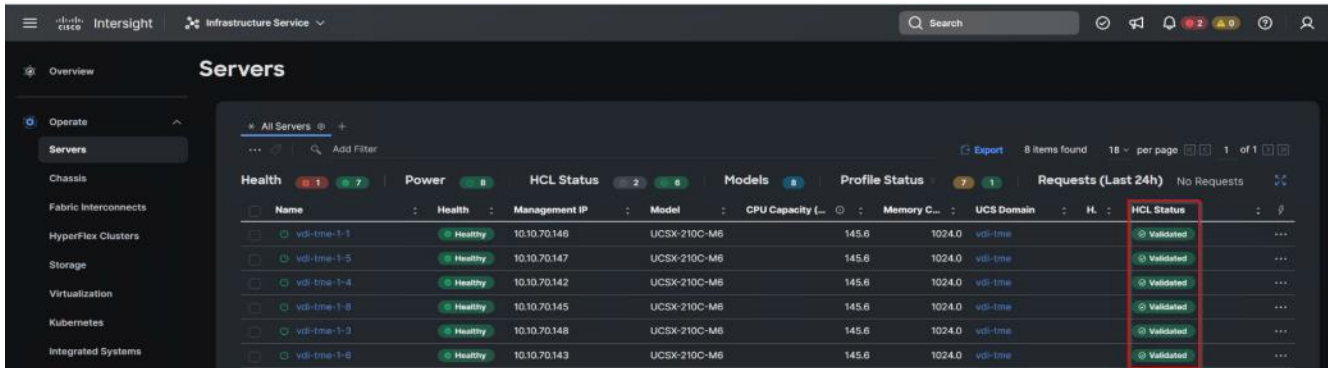 CISCO Intersight Infrastructure Service Search 2 0
Overview
Servers
Operate
All Servers +
Servers
... Add Filter Export 8 items found 18 per page 1 of 1
Chassis
Health 1 7 Power 8 HCL Status 2 6 Models 8 Profile Status 7 1 Requests (Last 24h) No Requests
Fabric Interconnects
Name Health Management IP Model CPU Capacity (... Memory C... UCS Domain H. HCL Status
HyperFlex Clusters
vdi-tme-1-1 Healthy 10.10.70.146 UCSX-210C-M6 145.6 1024.0 vdi-tme Validated ...
vdi-tme-1-5 Healthy 10.10.70.147 UCSX-210C-M6 145.6 1024.0 vdi-tme Validated ...
Storage
vdi-tme-1-4 Healthy 10.10.70.142 UCSX-210C-M6 145.6 1024.0 vdi-tme Validated ...
Virtualization
vdi-tme-1-8 Healthy 10.10.70.145 UCSX-210C-M6 145.6 1024.0 vdi-tme Validated ...
Kubernetes
vdi-tme-1-3 Healthy 10.10.70.148 UCSX-210C-M6 145.6 1024.0 vdi-tme Validated ...
Integrated Systems
vdi-tme-1-6 Healthy 10.10.70.143 UCSX-210C-M6 145.6 1024.0 vdi-tme Validated ...